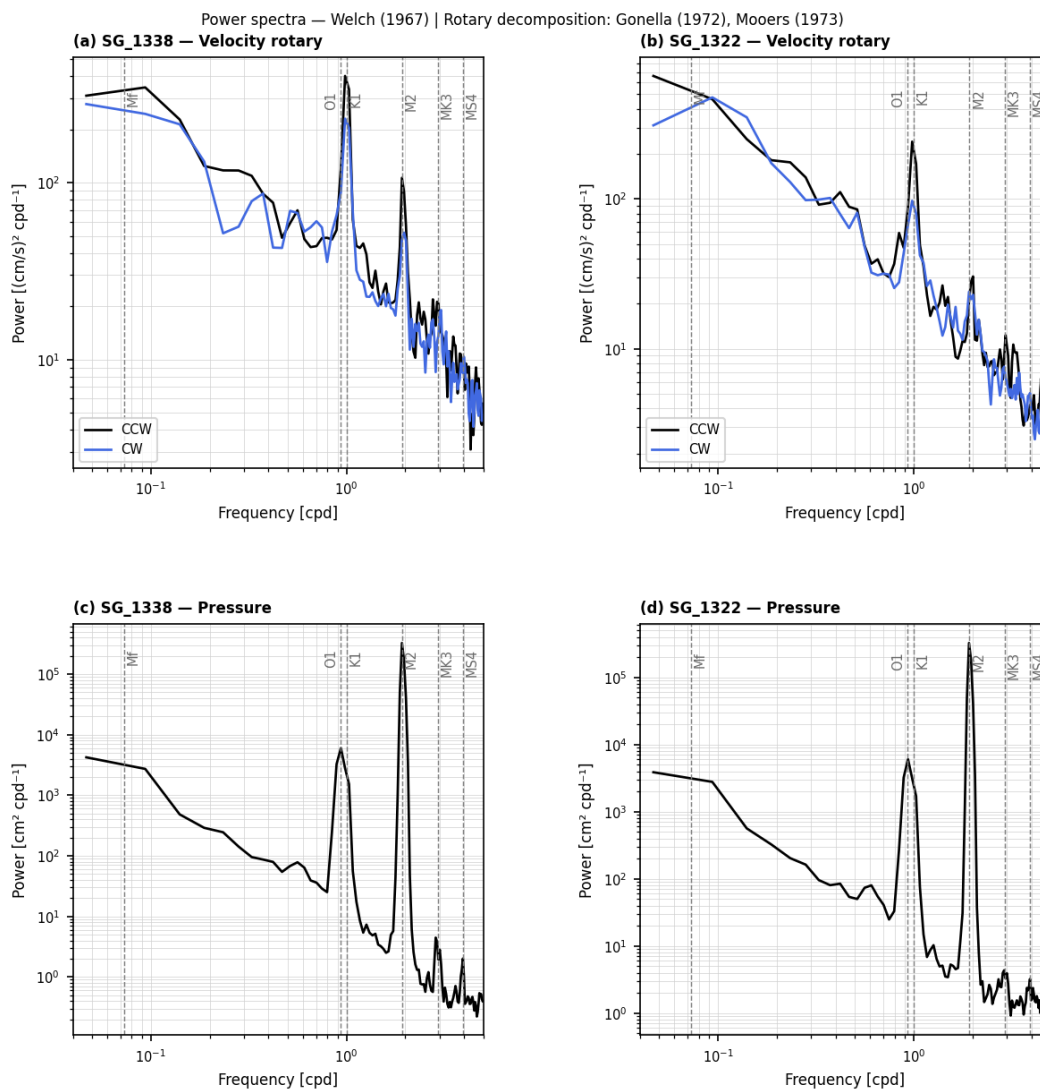 Power spectra — Welch (1967) | Rotary decomposition: Gonella (1972), Mooers (1973)
(a) SG_1338 — Velocity rotary
Power [(cm/s)² cpd⁻¹]
10²
10¹
Mf
O1
K1
M2
MK3
MS4
CCW
CW
10⁻¹
10⁰
Frequency [cpd]
(b) SG_1322 — Velocity rotary
Power [(cm/s)² cpd⁻¹]
10²
10¹
Mf
O1
K1
M2
MK3
MS4
CCW
CW
10⁻¹
10⁰
Frequency [cpd]
(c) SG_1338 — Pressure
Power [cm² cpd⁻¹]
10⁵
10⁴
10³
10²
10¹
10⁰
Mf
O1
K1
M2
MK3
MS4
10⁻¹
10⁰
Frequency [cpd]
(d) SG_1322 — Pressure
Power [cm² cpd⁻¹]
10⁵
10⁴
10³
10²
10¹
10⁰
Mf
O1
K1
M2
MK3
MS4
10⁻¹
10⁰
Frequency [cpd]